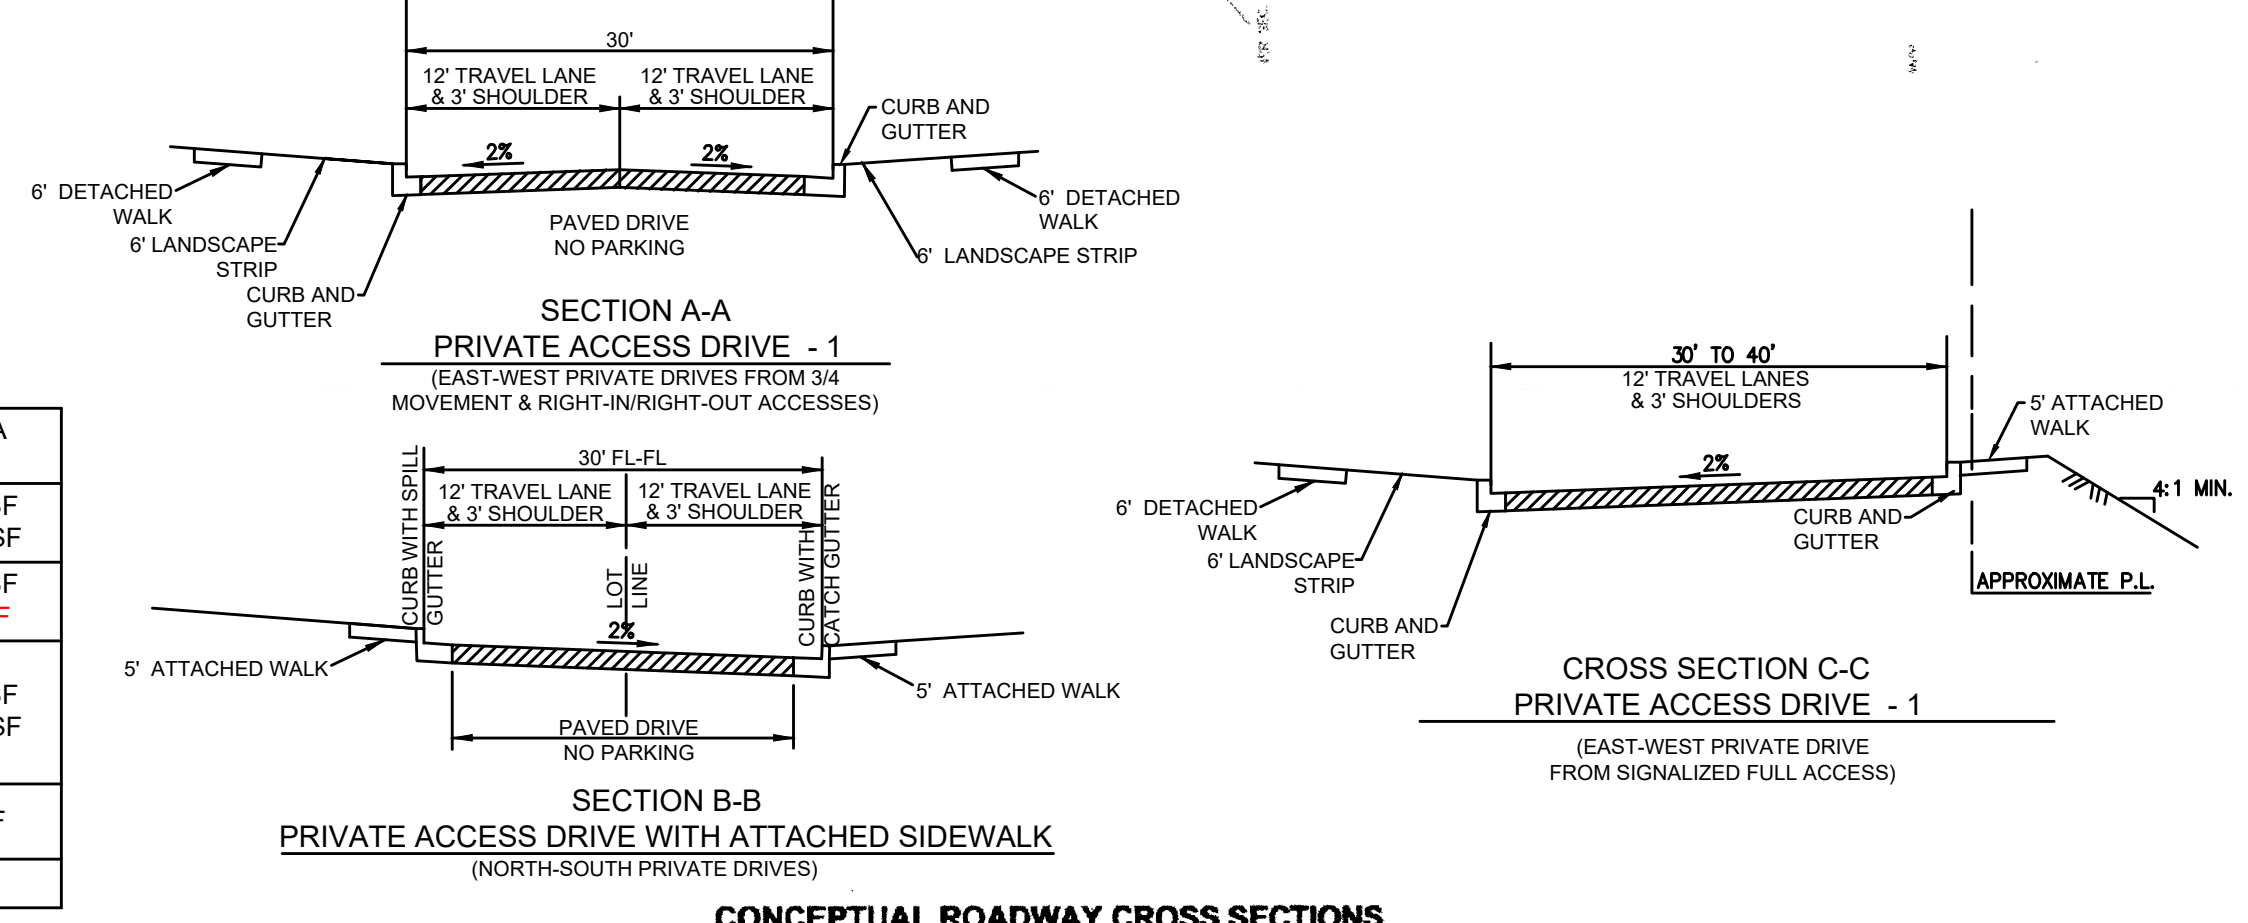 30'
12' TRAVEL LANE
& 3' SHOULDER
12' TRAVEL LANE
& 3' SHOULDER
CURB AND
GUTTER
2%
2%
6' DETACHED
WALK
6' LANDSCAPE
STRIP
CURB AND
GUTTER
PAVED DRIVE
NO PARKING
6' DETACHED
WALK
6' LANDSCAPE STRIP
SECTION A-A
PRIVATE ACCESS DRIVE - 1
(EAST-WEST PRIVATE DRIVES FROM 3/4
MOVEMENT & RIGHT-IN/RIGHT-OUT ACCESSES)
A
SF
SF
F
SF
CURB WITH SPILL
GUTTER
30' FL-FL
12' TRAVEL LANE
& 3' SHOULDER
12' TRAVEL LANE
& 3' SHOULDER
LOT
LINE
CURB WITH
CATCH GUTTER
2%
5' ATTACHED WALK
5' ATTACHED WALK
PAVED DRIVE
NO PARKING
SECTION B-B
PRIVATE ACCESS DRIVE WITH ATTACHED SIDEWALK
(NORTH-SOUTH PRIVATE DRIVES)
30' TO 40'
12' TRAVEL LANES
& 3' SHOULDERS
2%
5' ATTACHED
WALK
4:1 MIN.
6' DETACHED
WALK
6' LANDSCAPE
STRIP
CURB AND
GUTTER
CURB AND
GUTTER
APPROXIMATE P.L.
CROSS SECTION C-C
PRIVATE ACCESS DRIVE - 1
(EAST-WEST PRIVATE DRIVE
FROM SIGNALIZED FULL ACCESS)
CONCEPTUAL ROADWAY CROSS SECTIONS